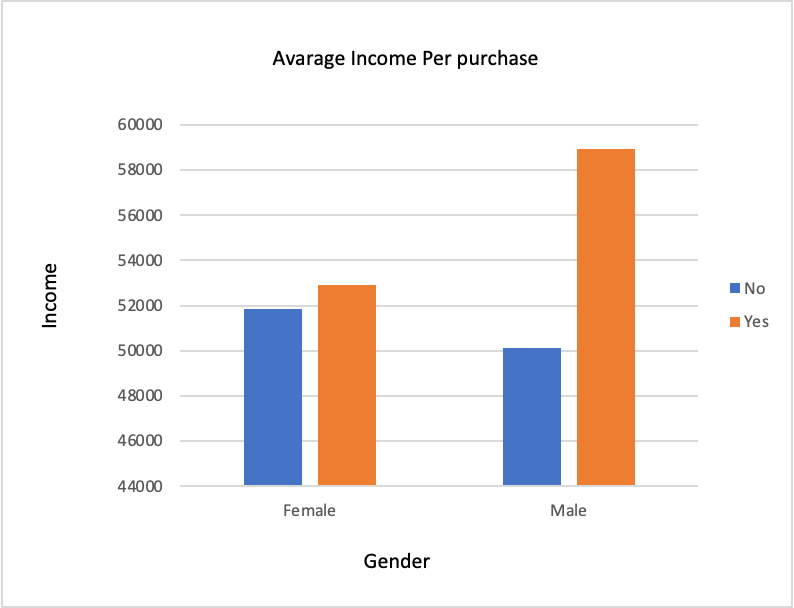 Avarage Income Per purchase
60000
58000
56000
54000
52000
50000
48000
46000
44000
Income
Female
Male
Gender
No
Yes